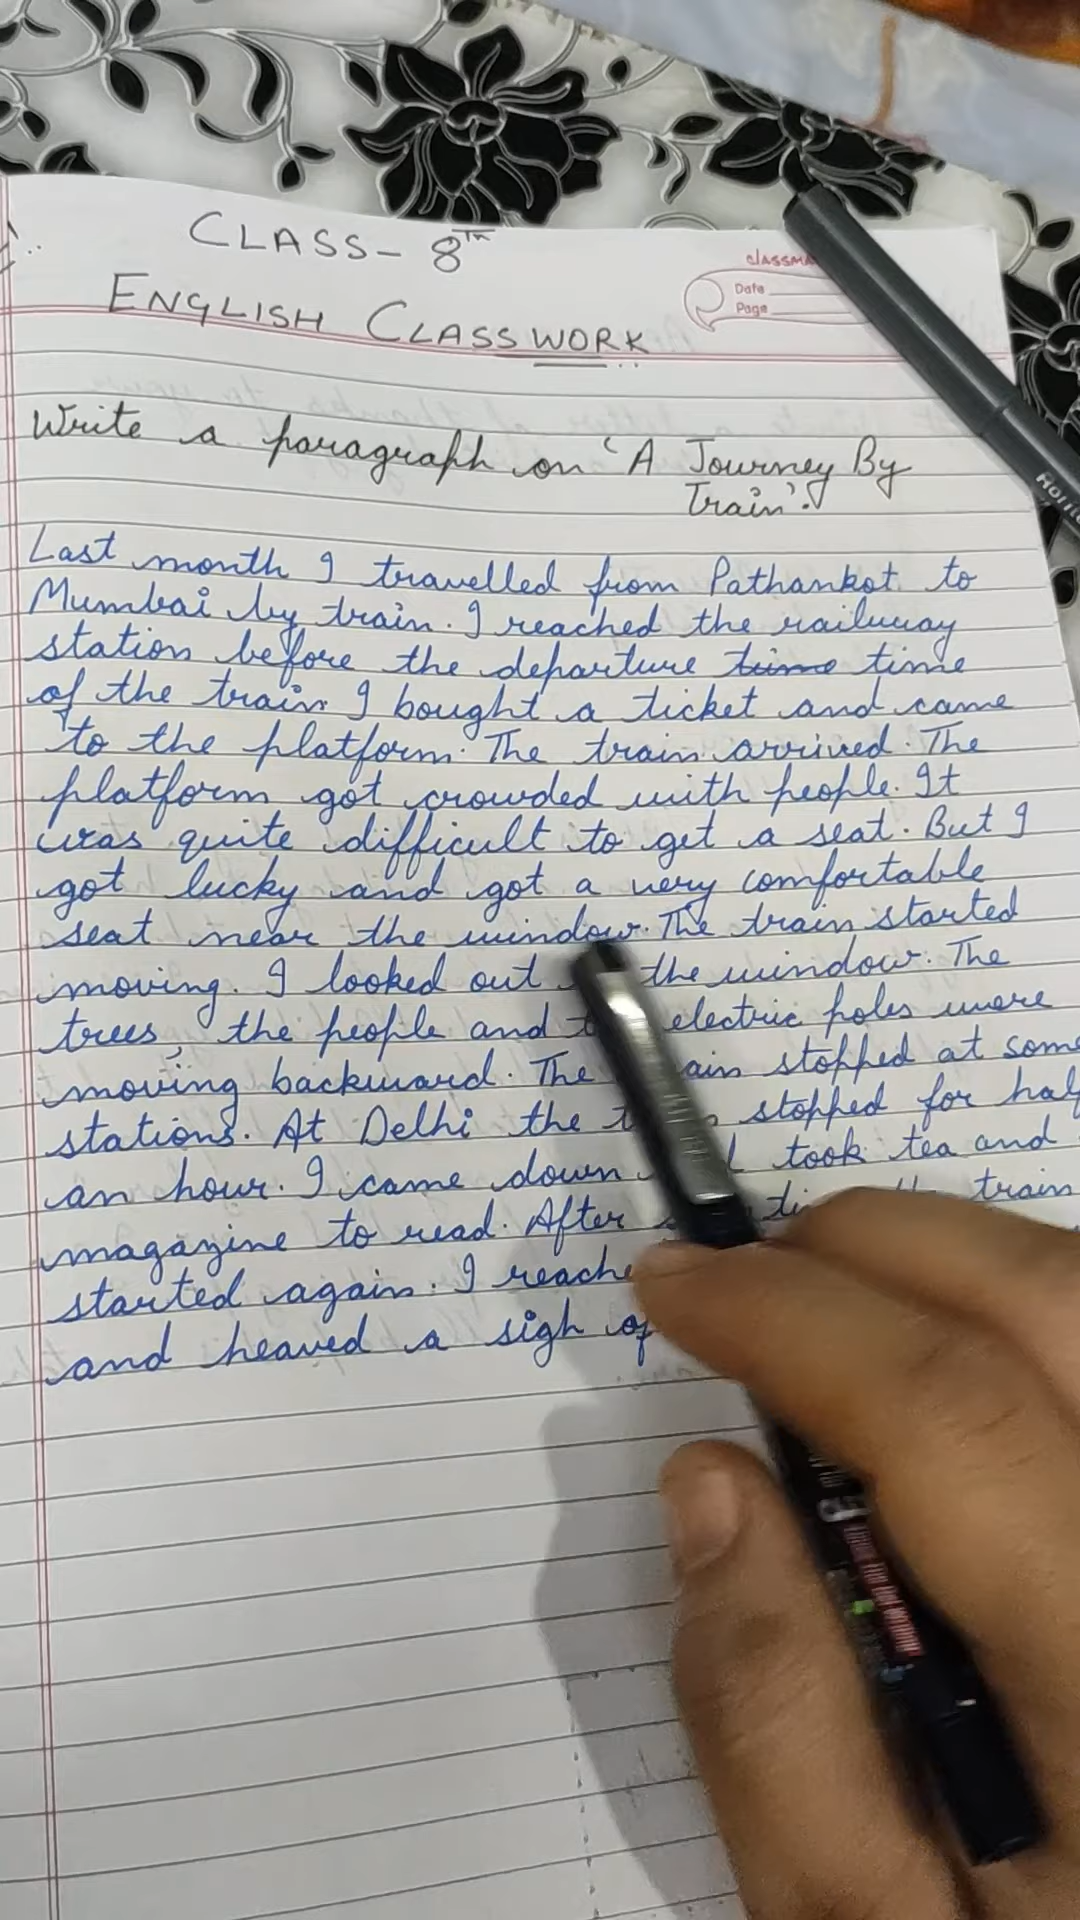 CLASS- 8TH
ENGLISH CLASSWORK
Date
Page
Write a paragraph on 'A Journey By
Train'.
Last month I travelled from Pathankot to
Mumbai by train. I reached the railway
station before the departure time time
of the train. I bought a ticket and came
to the platform. The train arrived. The
platform got crowded with people. It
was quite difficult to get a seat. But I
got lucky and got a very comfortable
seat near the window. The train started
moving. I looked out the window. The
trees, the people and electric poles were
moving backward. The stopped at some
stations. At Delhi the stopped for half
an hour. I came down took tea and
magazine to read. After train
started again. I
and heaved a sigh of